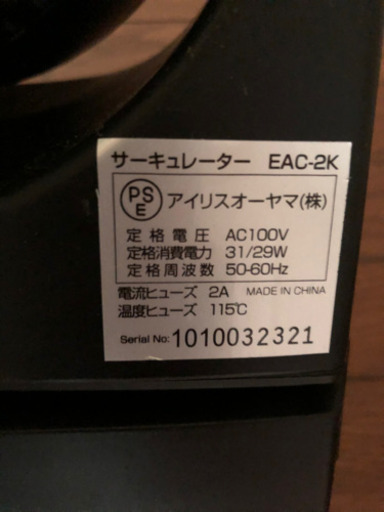 サーキュレーター EAC-2K
PS
E アイリスオーヤマ(株)
定格電圧 AC100V
定格消費電力 31/29W
定格周波数 50-60Hz
電流ヒューズ 2A MADE IN CHINA
温度ヒューズ 115℃
Serial No: 1010032321